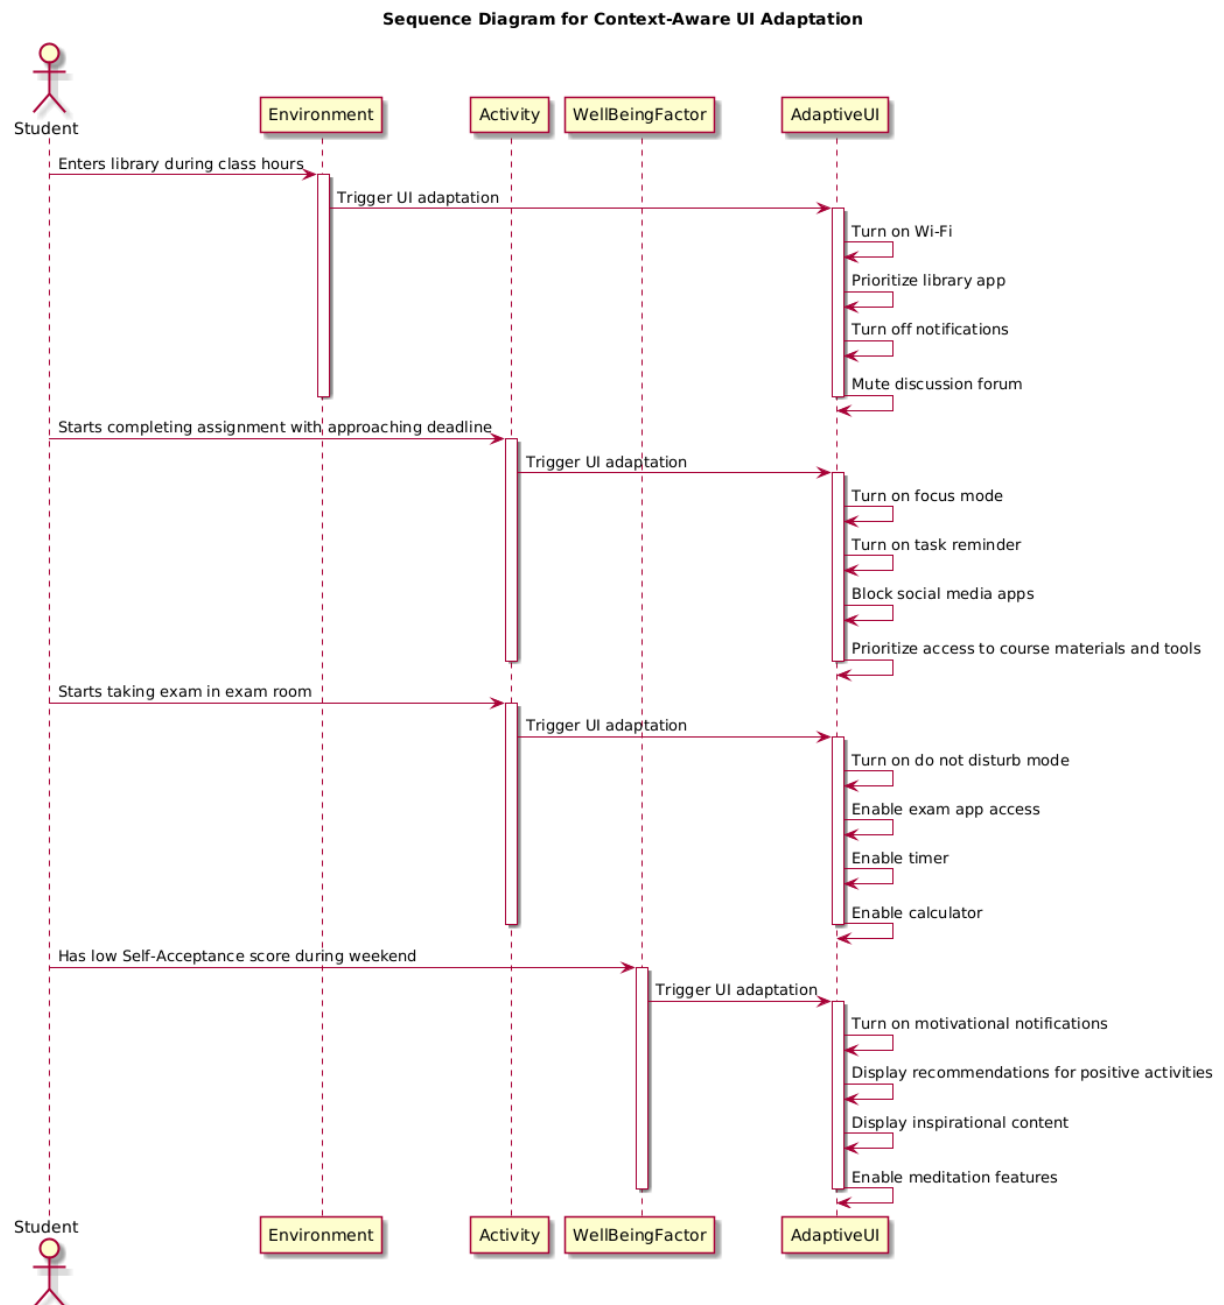 Sequence Diagram for Context-Aware UI Adaptation
Student
Environment
Activity
WellBeingFactor
AdaptiveUI
Enters library during class hours
Trigger UI adaptation
Turn on Wi-Fi
Prioritize library app
Turn off notifications
Mute discussion forum
Starts completing assignment with approaching deadline
Trigger UI adaptation
Turn on focus mode
Turn on task reminder
Block social media apps
Prioritize access to course materials and tools
Starts taking exam in exam room
Trigger UI adaptation
Turn on do not disturb mode
Enable exam app access
Enable timer
Enable calculator
Has low Self-Acceptance score during weekend
Trigger UI adaptation
Turn on motivational notifications
Display recommendations for positive activities
Display inspirational content
Enable meditation features
Student
Environment
Activity
WellBeingFactor
AdaptiveUI